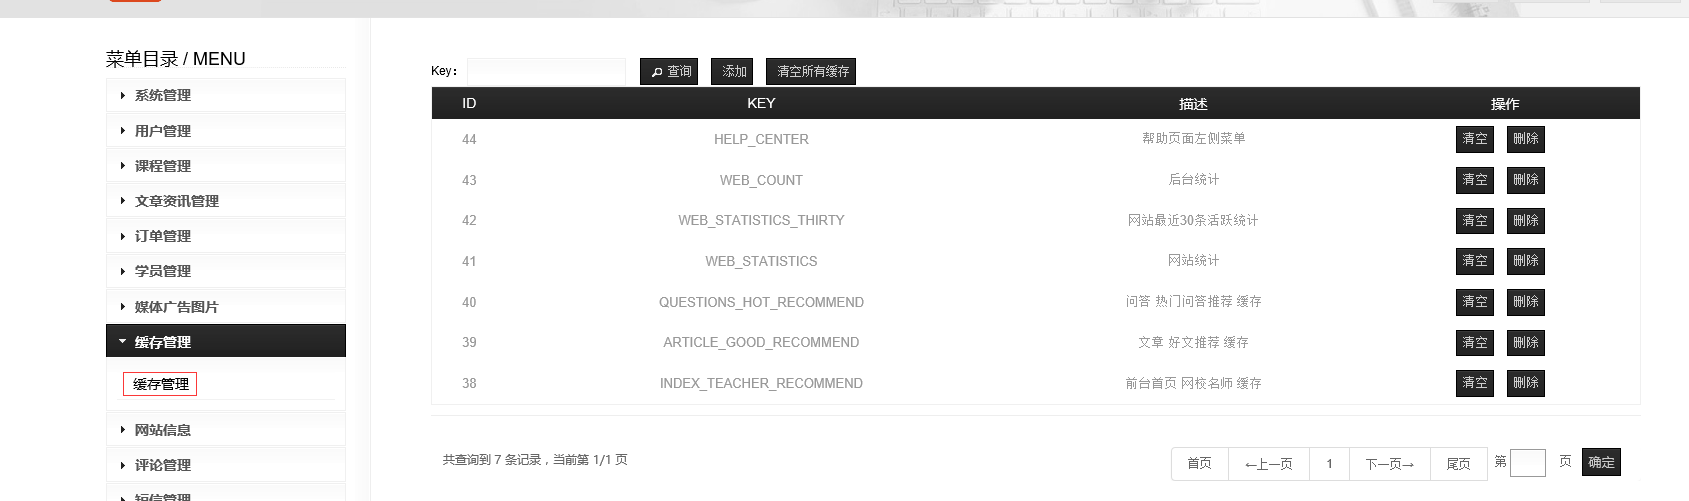 菜单目录 / MENU
系统管理
用户管理
课程管理
文章资讯管理
订单管理
学员管理
媒体广告图片
缓存管理
缓存管理
网站信息
评论管理
短信管理
Key： 查询 添加 清空所有缓存
ID KEY 描述 操作
44 HELP_CENTER 帮助页面左侧菜单 清空 删除
43 WEB_COUNT 后台统计 清空 删除
42 WEB_STATISTICS_THIRTY 网站最近30条活跃统计 清空 删除
41 WEB_STATISTICS 网站统计 清空 删除
40 QUESTIONS_HOT_RECOMMEND 问答 热门问答推荐 缓存 清空 删除
39 ARTICLE_GOOD_RECOMMEND 文章 好文推荐 缓存 清空 删除
38 INDEX_TEACHER_RECOMMEND 前台首页 网校名师 缓存 清空 删除
共查询到 7 条记录，当前第 1/1 页 首页 ←上一页 1 下一页→ 尾页 第 页 确定